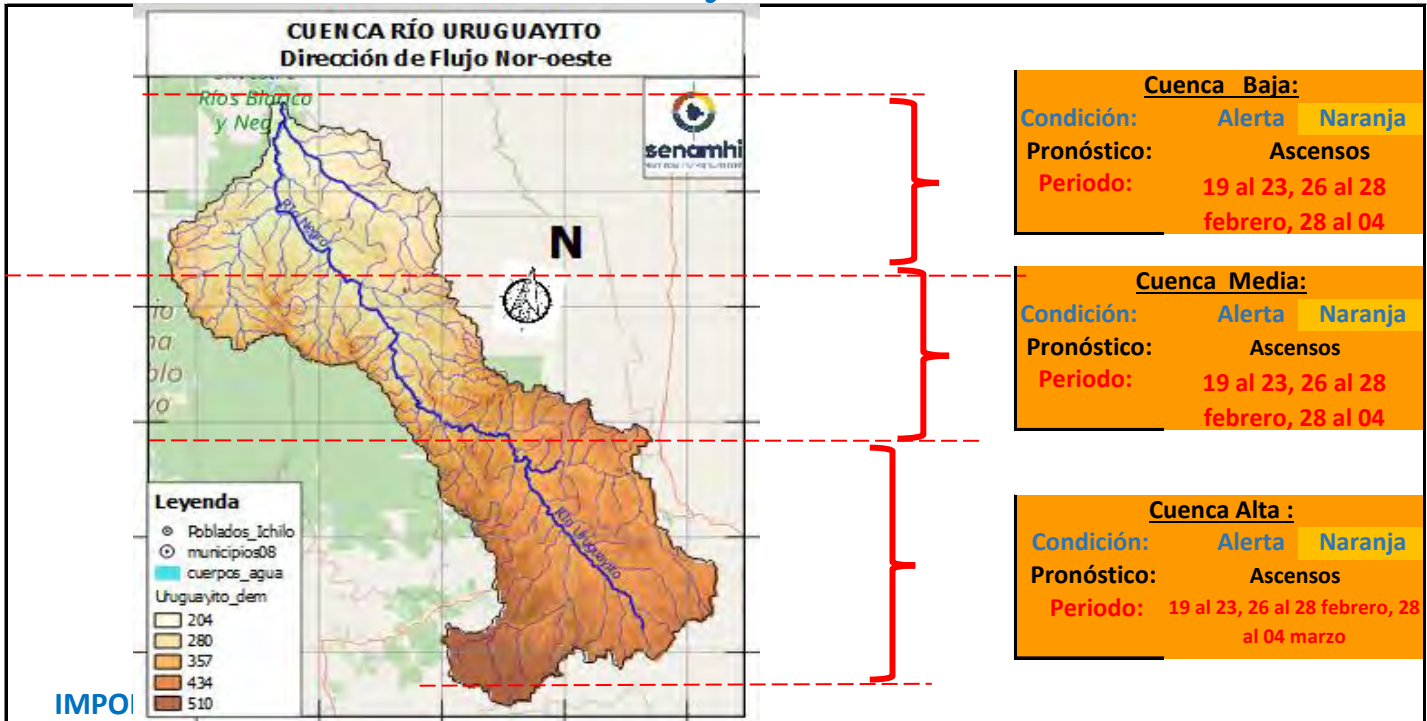 CUENCA RÍO URUGUAYITO
Dirección de Flujo Nor-oeste
Ríos Blanco
y Neg
senamhi
Río Negro
N
Río Uruguayito
Leyenda
Poblados_Ichilo
municipios08
cuerpos_agua
Uruguayito_dem
204
280
357
434
510
IMPO
Cuenca Baja:
Condición: Alerta Naranja
Pronóstico: Ascensos
Periodo: 19 al 23, 26 al 28
febrero, 28 al 04
Cuenca Media:
Condición: Alerta Naranja
Pronóstico: Ascensos
Periodo: 19 al 23, 26 al 28
febrero, 28 al 04
Cuenca Alta :
Condición: Alerta Naranja
Pronóstico: Ascensos
Periodo: 19 al 23, 26 al 28 febrero, 28
al 04 marzo